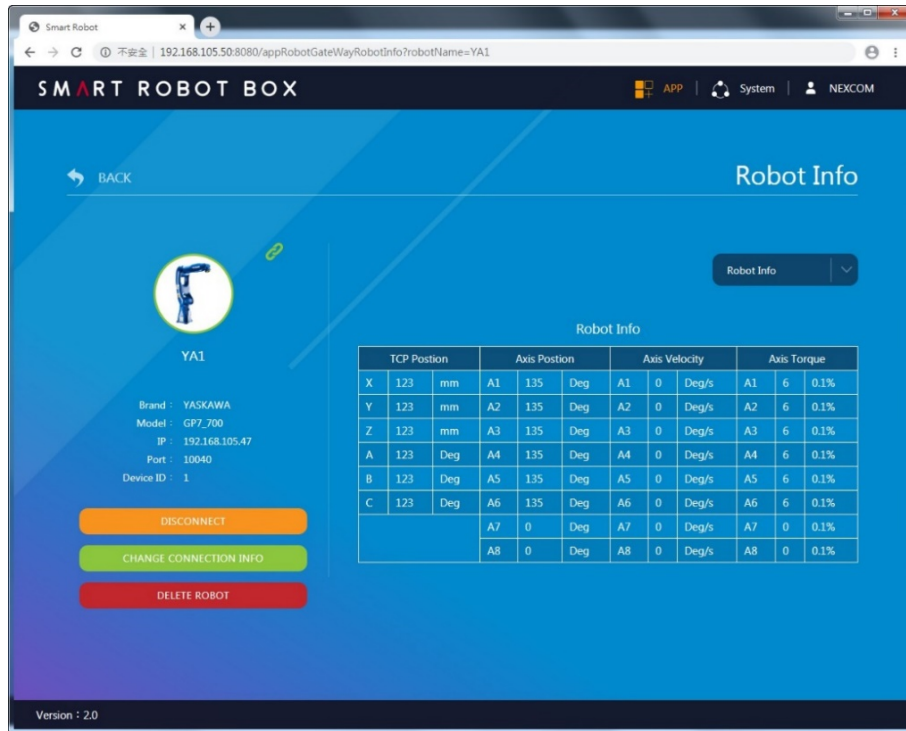 Smart Robot
不安全 | 192.168.105.50:8080/appRobotGateWayRobotInfo?robotName=YA1
SMART ROBOT BOX
APP | System | NEXCOM
BACK
Robot Info
Robot Info
YA1
Brand : YASKAWA
Model : GP7_700
IP : 192.168.105.47
Port : 10040
Device ID : 1
DISCONNECT
CHANGE CONNECTION INFO
DELETE ROBOT
Robot Info
TCP Postion Axis Postion Axis Velocity Axis Torque
X 123 mm A1 135 Deg A1 0 Deg/s A1 6 0.1%
Y 123 mm A2 135 Deg A2 0 Deg/s A2 6 0.1%
Z 123 mm A3 135 Deg A3 0 Deg/s A3 6 0.1%
A 123 Deg A4 135 Deg A4 0 Deg/s A4 6 0.1%
B 123 Deg A5 135 Deg A5 0 Deg/s A5 6 0.1%
C 123 Deg A6 135 Deg A6 0 Deg/s A6 6 0.1%
A7 0 Deg A7 0 Deg/s A7 0 0.1%
A8 0 Deg A8 0 Deg/s A8 0 0.1%
Version : 2.0